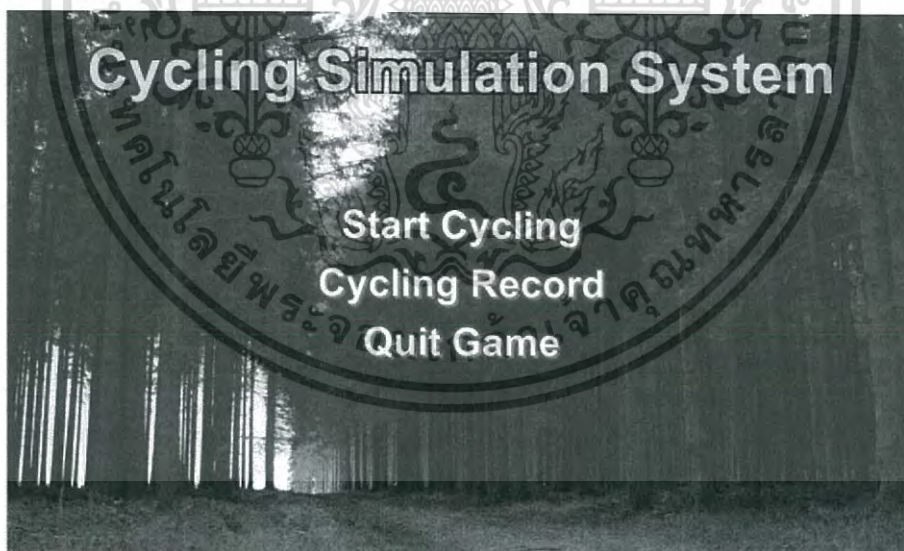 Cycling Simulation System
Start Cycling
Cycling Record
Quit Game